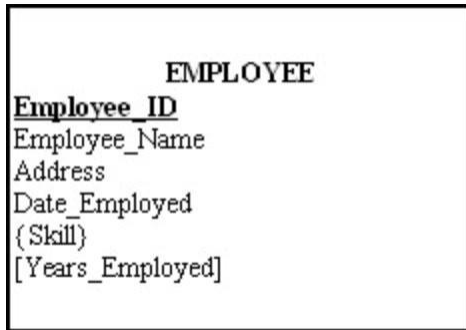 EMPLOYEE
Employee_ID
Employee_Name
Address
Date_Employed
{Skill}
[Years_Employed]